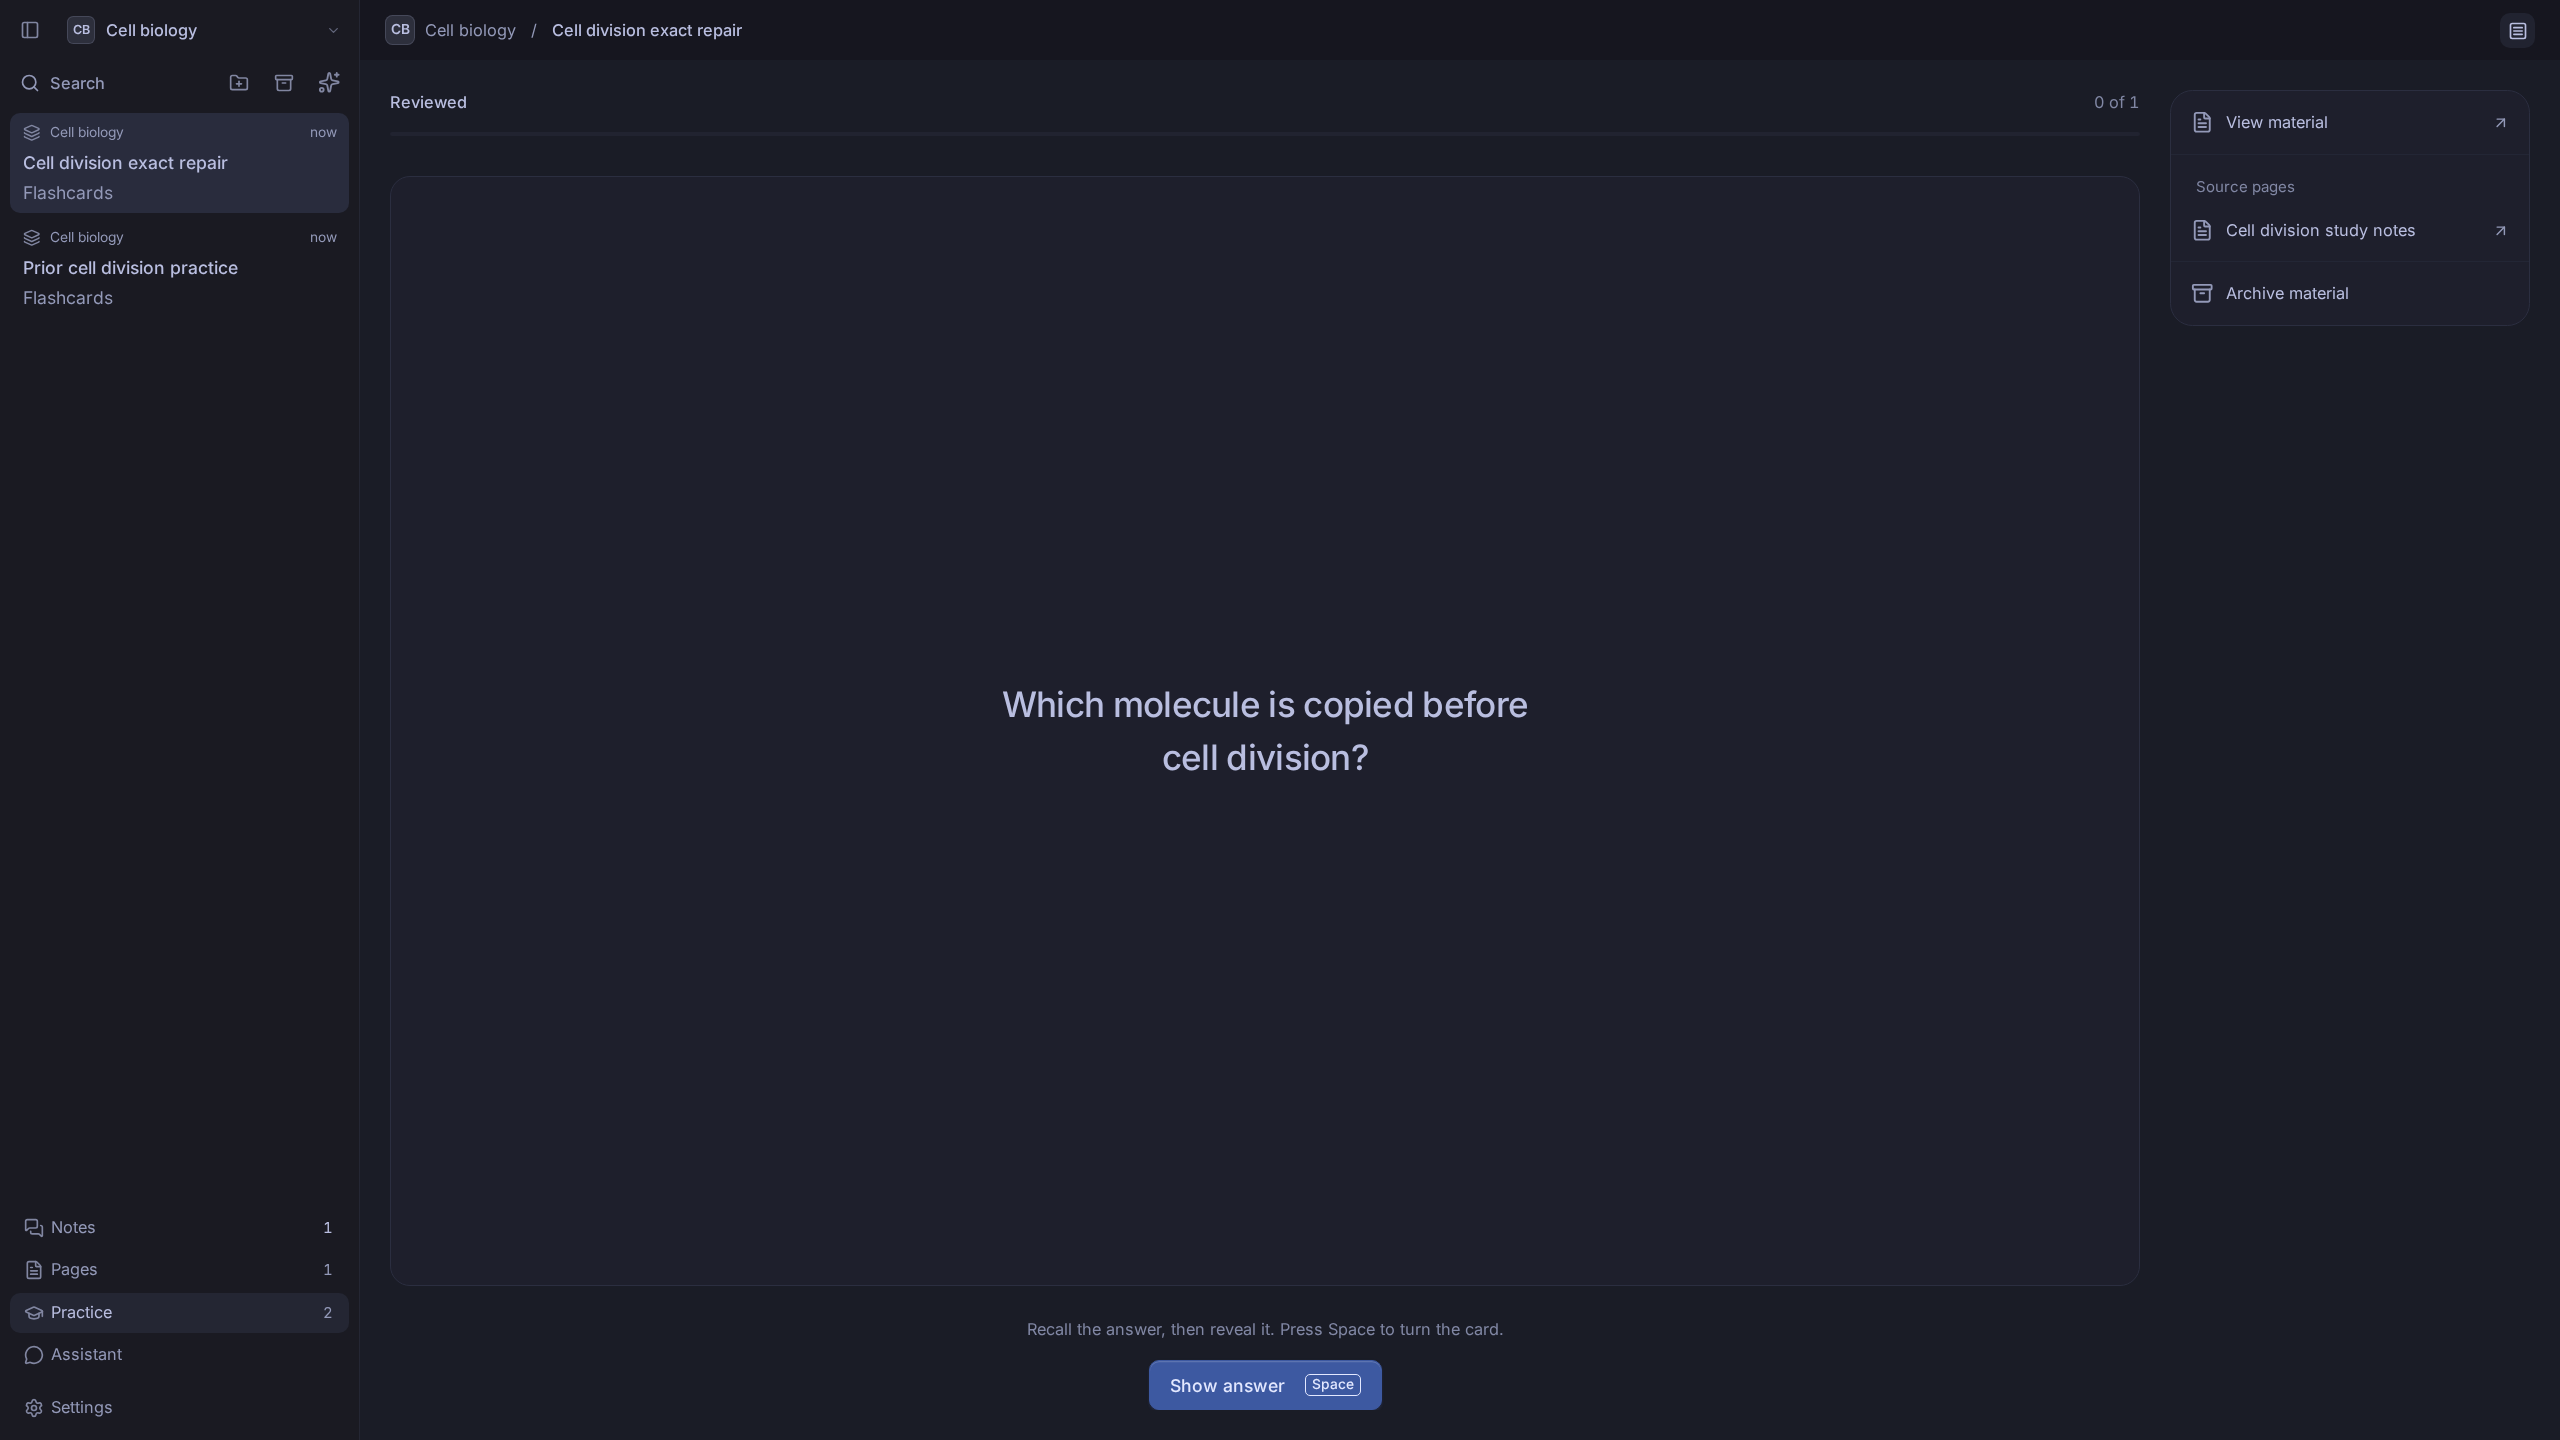 CB Cell biology
Search
Cell biology now
Cell division exact repair
Flashcards
Cell biology now
Prior cell division practice
Flashcards
Notes 1
Pages 1
Practice 2
Assistant
Settings
CB Cell biology / Cell division exact repair
Reviewed 0 of 1
Which molecule is copied before
cell division?
Recall the answer, then reveal it. Press Space to turn the card.
Show answer Space
View material
Source pages
Cell division study notes
Archive material